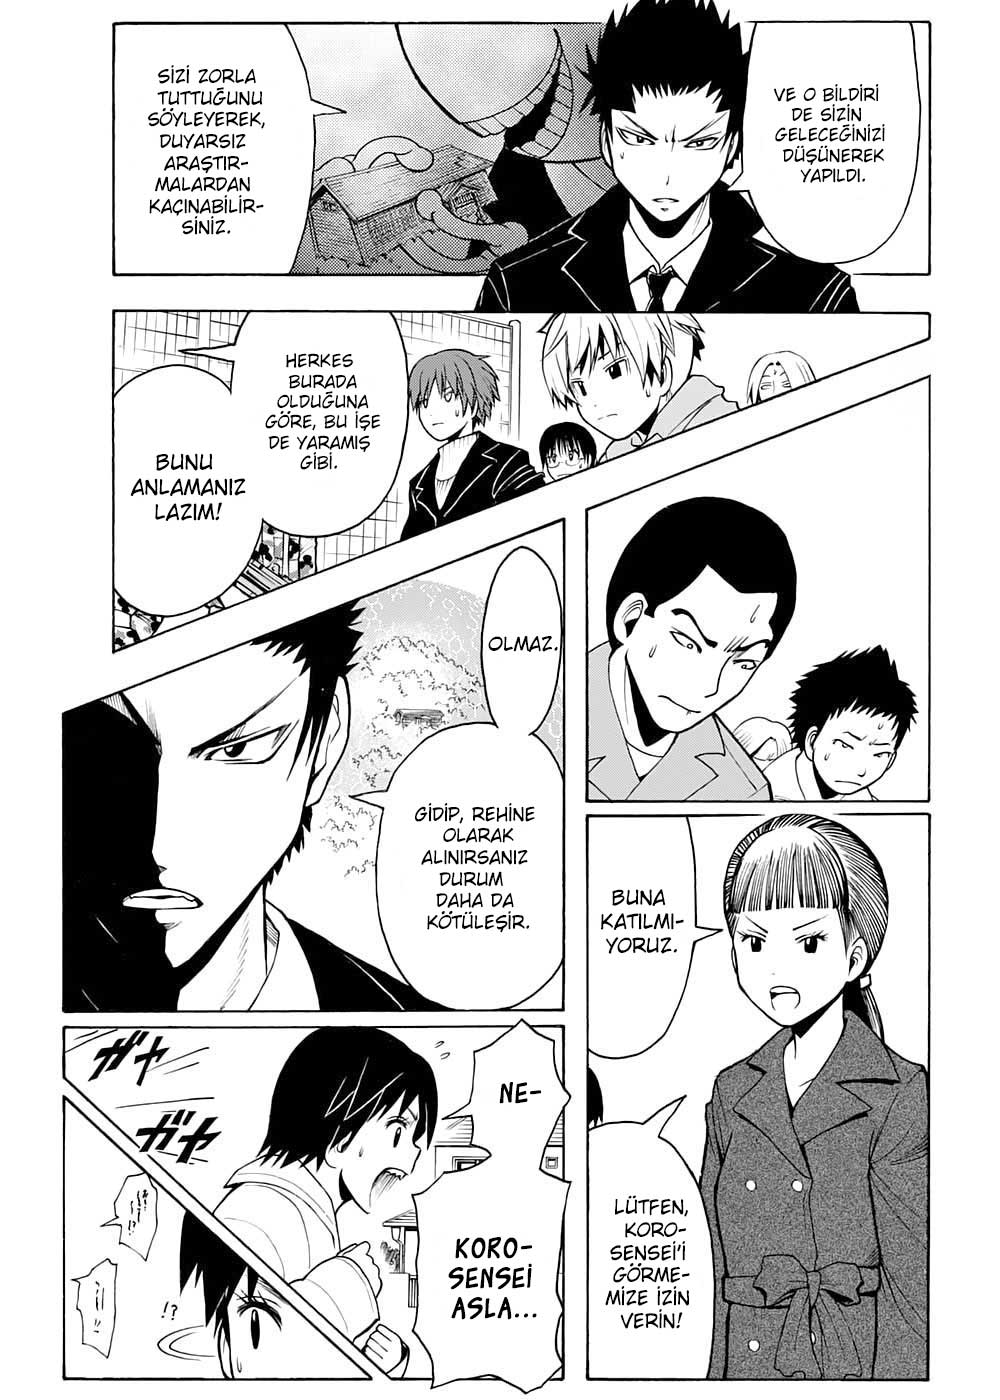 VE O BİLDİRİ
DE SİZİN
GELECEĞİNİZİ
DÜŞÜNEREK
YAPILDI.
SİZİ ZORLA
TUTTUĞUNU
SÖYLEYEREK,
DUYARSIZ
ARAŞTIR-
MALARDAN
KAÇINABİLİR-
SİNİZ.
HERKES
BURADA
OLDUĞUNA
GÖRE, BU İŞE
DE YARAMIŞ
GİBİ.
BUNU
ANLAMANIZ
LAZIM!
OLMAZ.
GİDİP, REHİNE
OLARAK
ALINIRSANIZ
DURUM
DAHA DA
KÖTÜLEŞİR.
BUNA
KATILMI-
YORUZ.
LÜTFEN,
KORO-
SENSEİ'İ
GÖRME-
MİZE İZİN
VERİN!
NE-
KORO-
SENSEİ
ASLA...
ガヤ
ガヤ
!?